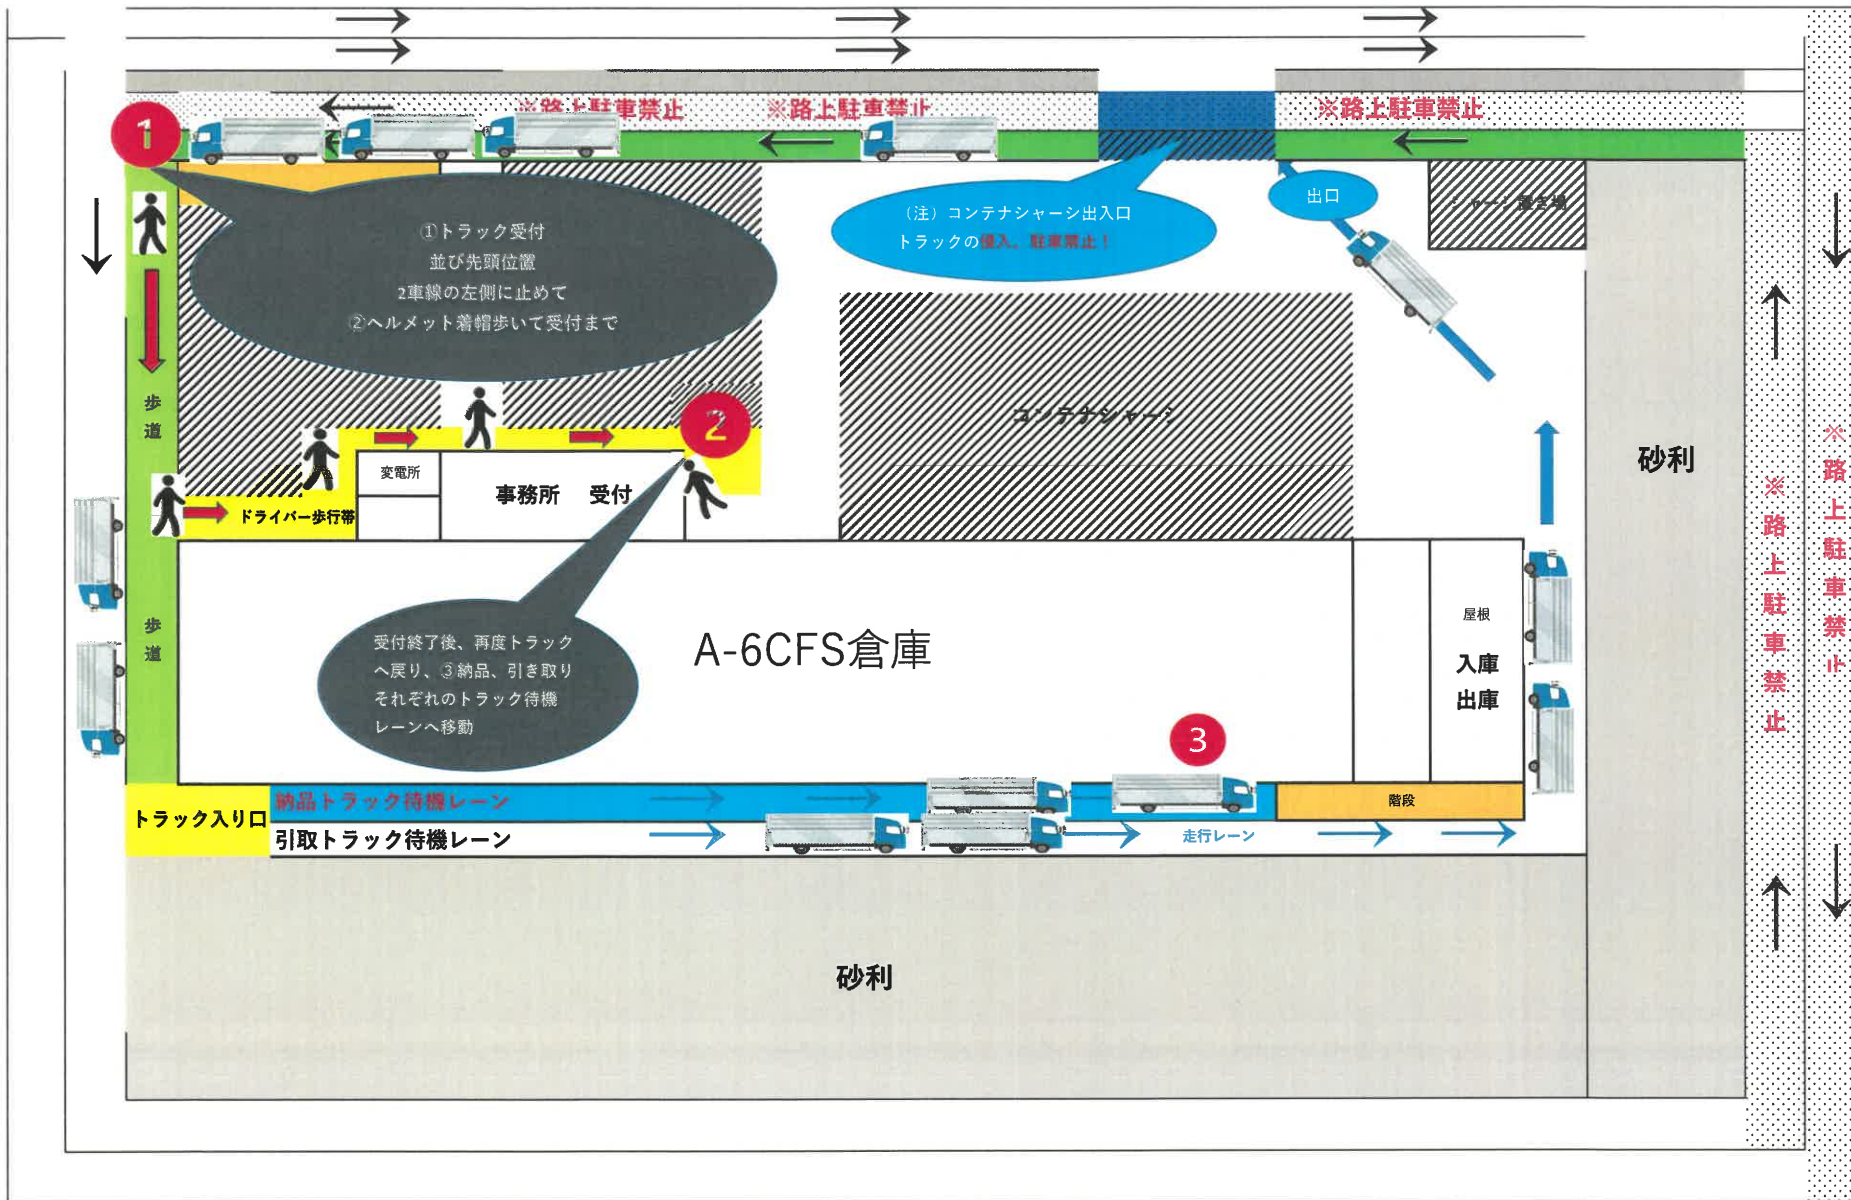 ※路上駐車禁止
※路上駐車禁止
※路上駐車禁止
1
①トラック受付
並び先頭位置
2車線の左側に止めて
②ヘルメット着帽歩いて受付まで
（注）コンテナシャーシ出入口
トラックの侵入、駐車禁止！
出口
シャーシ置き場
歩道
2
コンテナシャーシ
変電所
事務所 受付
ドライバー歩行帯
砂利
※路上駐車禁止
※路上駐車禁止
歩道
受付終了後、再度トラック
へ戻り、③納品、引き取り
それぞれのトラック待機
レーンへ移動
A-6CFS倉庫
屋根
入庫
出庫
3
トラック入り口
納品トラック待機レーン
階段
引取トラック待機レーン
走行レーン
砂利